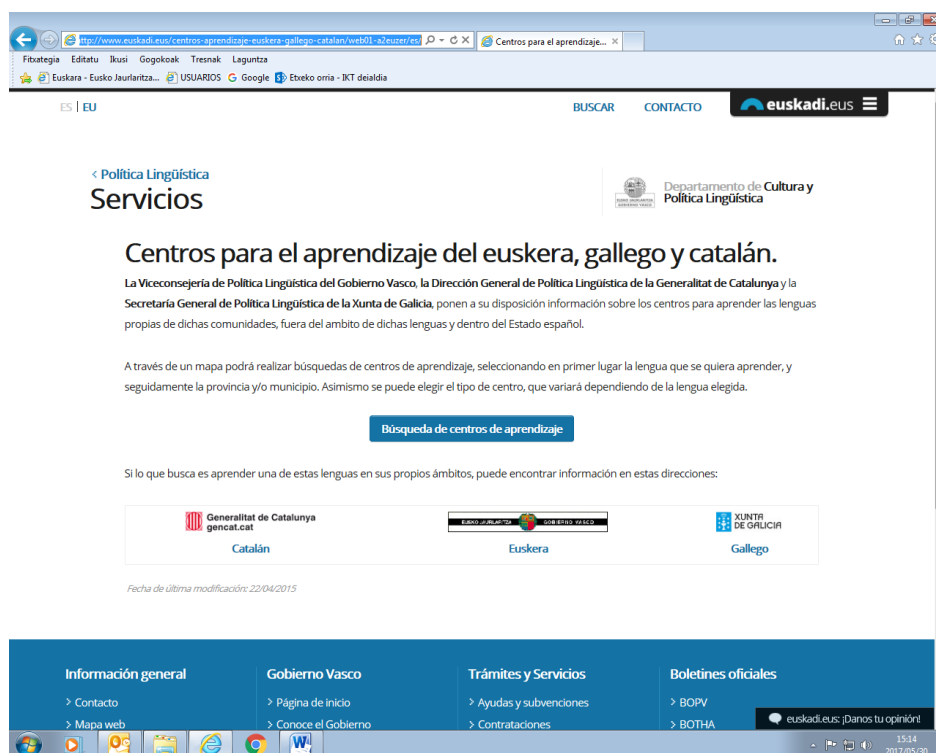 http://www.euskadi.eus/centros-aprendizaje-euskera-gallego-catalan/web01-a2euzer/es/
Centros para el aprendizaje...
Fitxategia Editatu Ikusi Gogokoak Tresnak Laguntza
Euskara - Eusko Jaurlaritza... USUARIOS Google Etxeko orria - IKT deialdia
ES | EU BUSCAR CONTACTO euskadi.eus
< Política Lingüística
Servicios
Departamento de Cultura y
Política Lingüística
Centros para el aprendizaje del euskera, gallego y catalán.
La Viceconsejería de Política Lingüística del Gobierno Vasco, la Dirección General de Política Lingüística de la Generalitat de Catalunya y la
Secretaría General de Política Lingüística de la Xunta de Galicia, ponen a su disposición información sobre los centros para aprender las lenguas
propias de dichas comunidades, fuera del ambito de dichas lenguas y dentro del Estado español.
A través de un mapa podrá realizar búsquedas de centros de aprendizaje, seleccionando en primer lugar la lengua que se quiera aprender, y
seguidamente la provincia y/o municipio. Asimismo se puede elegir el tipo de centro, que variará dependiendo de la lengua elegida.
Búsqueda de centros de aprendizaje
Si lo que busca es aprender una de estas lenguas en sus propios ámbitos, puede encontrar información en estas direcciones:
Generalitat de Catalunya
gencat.cat
EUSKO JAURLARITZA GOBIERNO VASCO
XUNTA
DE GALICIA
Catalán Euskera Gallego
Fecha de última modificación: 22/04/2015
Información general Gobierno Vasco Trámites y Servicios Boletines oficiales
> Contacto > Página de inicio > Ayudas y subvenciones > BOPV
> Mapa web > Conoce el Gobierno > Contrataciones > BOTHA
euskadi.eus: ¡Danos tu opinión!
15:14
2017/05/30